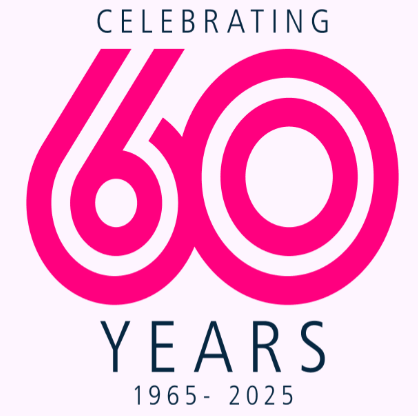 CELEBRATING
60
YEARS
1965- 2025